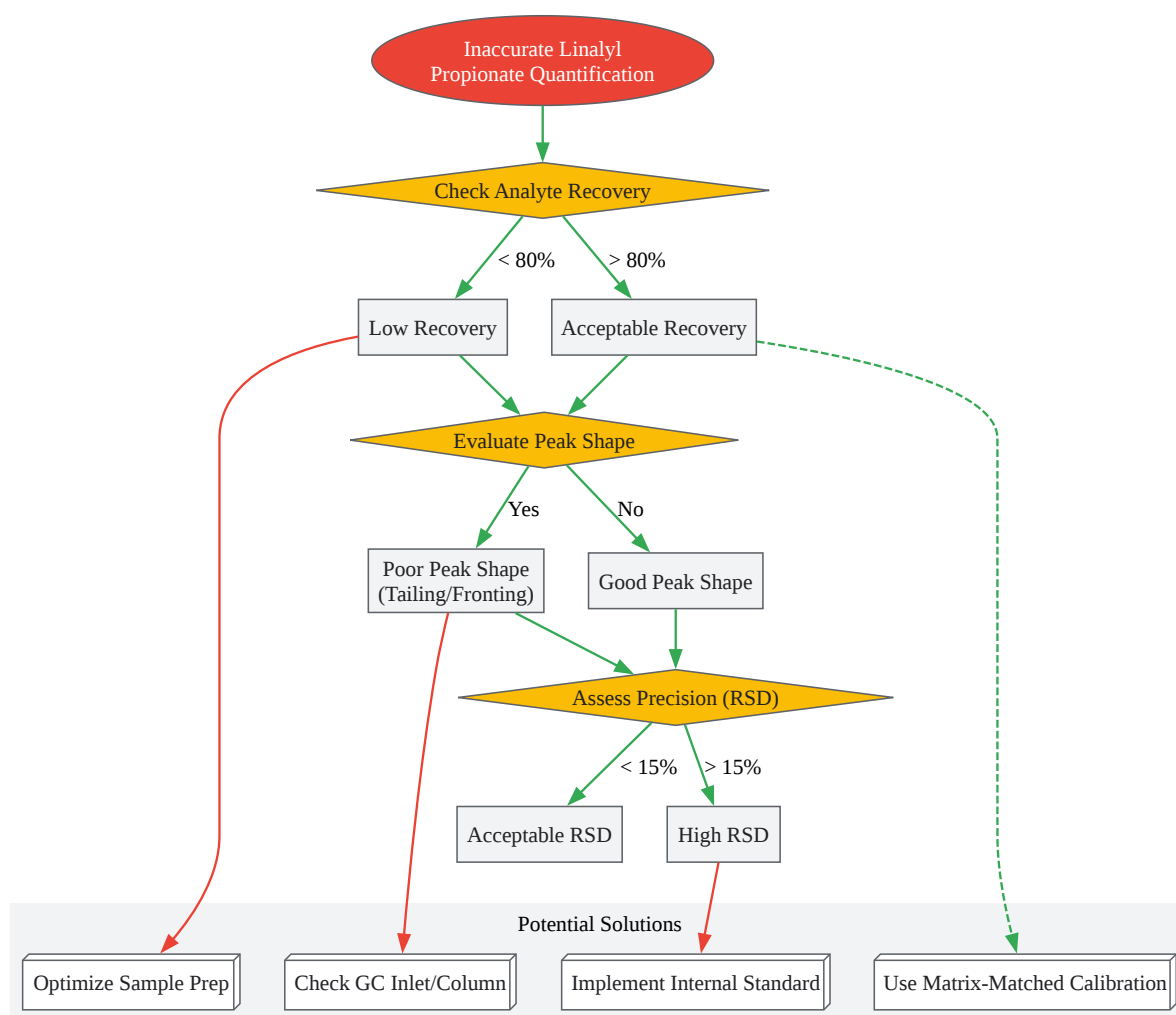 Inaccurate Linalyl
Propionate Quantification
Check Analyte Recovery
< 80%
> 80%
Low Recovery
Acceptable Recovery
Evaluate Peak Shape
Yes
No
Poor Peak Shape
(Tailing/Fronting)
Good Peak Shape
Assess Precision (RSD)
< 15%
> 15%
Acceptable RSD
High RSD
Potential Solutions
Optimize Sample Prep
Check GC Inlet/Column
Implement Internal Standard
Use Matrix-Matched Calibration